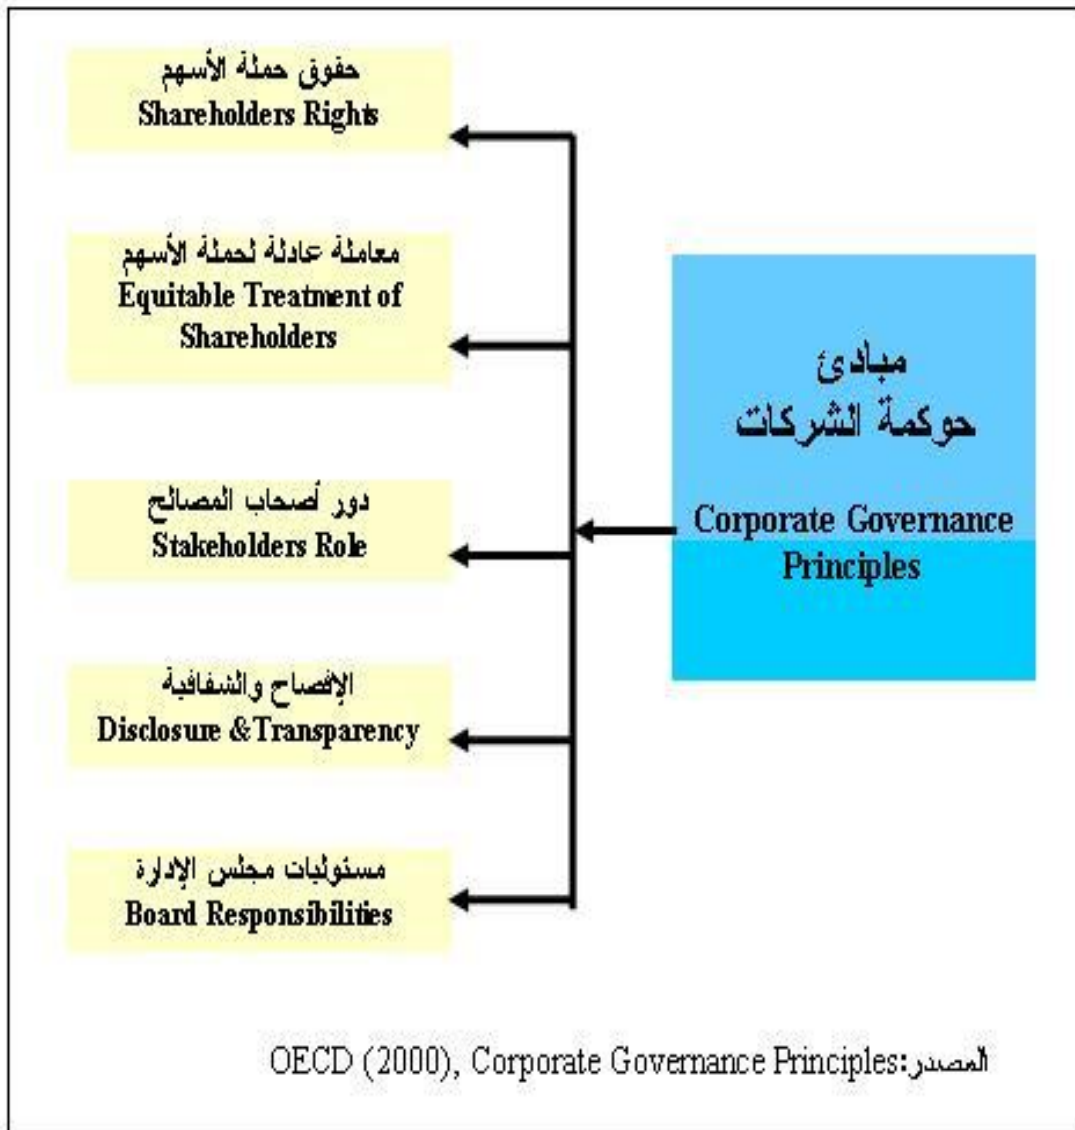 حقوق حملة الأسهم
Shareholders Rights
معاملة عادلة لحملة الأسهم
Equitable Treatment of
Shareholders
دور أصحاب المصالح
Stakeholders Role
الإفصاح والشفافية
Disclosure &Transparency
مسئوليات مجلس الإدارة
Board Responsibilities
مبادئ
حوكمة الشركات
Corporate Governance
Principles
المصدر:OECD (2000), Corporate Governance Principles